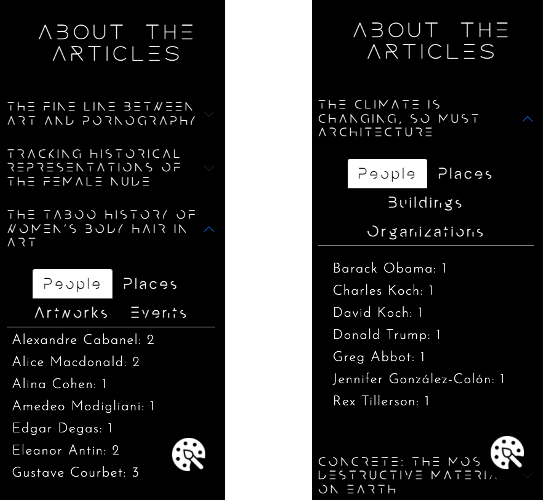 ABOUT THE
ARTICLES
THE FINE LINE BETWEEN
ART AND PORNOGRAPHY
TRACKING HISTORICAL
REPRESENTATIONS OF
THE FEMALE NUDE
THE TABOO HISTORY OF
WOMEN'S BODY HAIR IN
ART
People Places
Artworks Events
Alexandre Cabanel: 2
Alice Macdonald: 2
Alina Cohen: 1
Amedeo Modigliani: 1
Edgar Degas: 1
Eleanor Antin: 2
Gustave Courbet: 3
ABOUT THE
ARTICLES
THE CLIMATE IS
CHANGING, SO MUST
ARCHITECTURE
People Places
Buildings
Organizations
Barack Obama: 1
Charles Koch: 1
David Koch: 1
Donald Trump: 1
Greg Abbot: 1
Jennifer González-Colón: 1
Rex Tillerson: 1
CONCRETE: THE MOS
DESTRUCTIVE MATERIA
ON EARTH